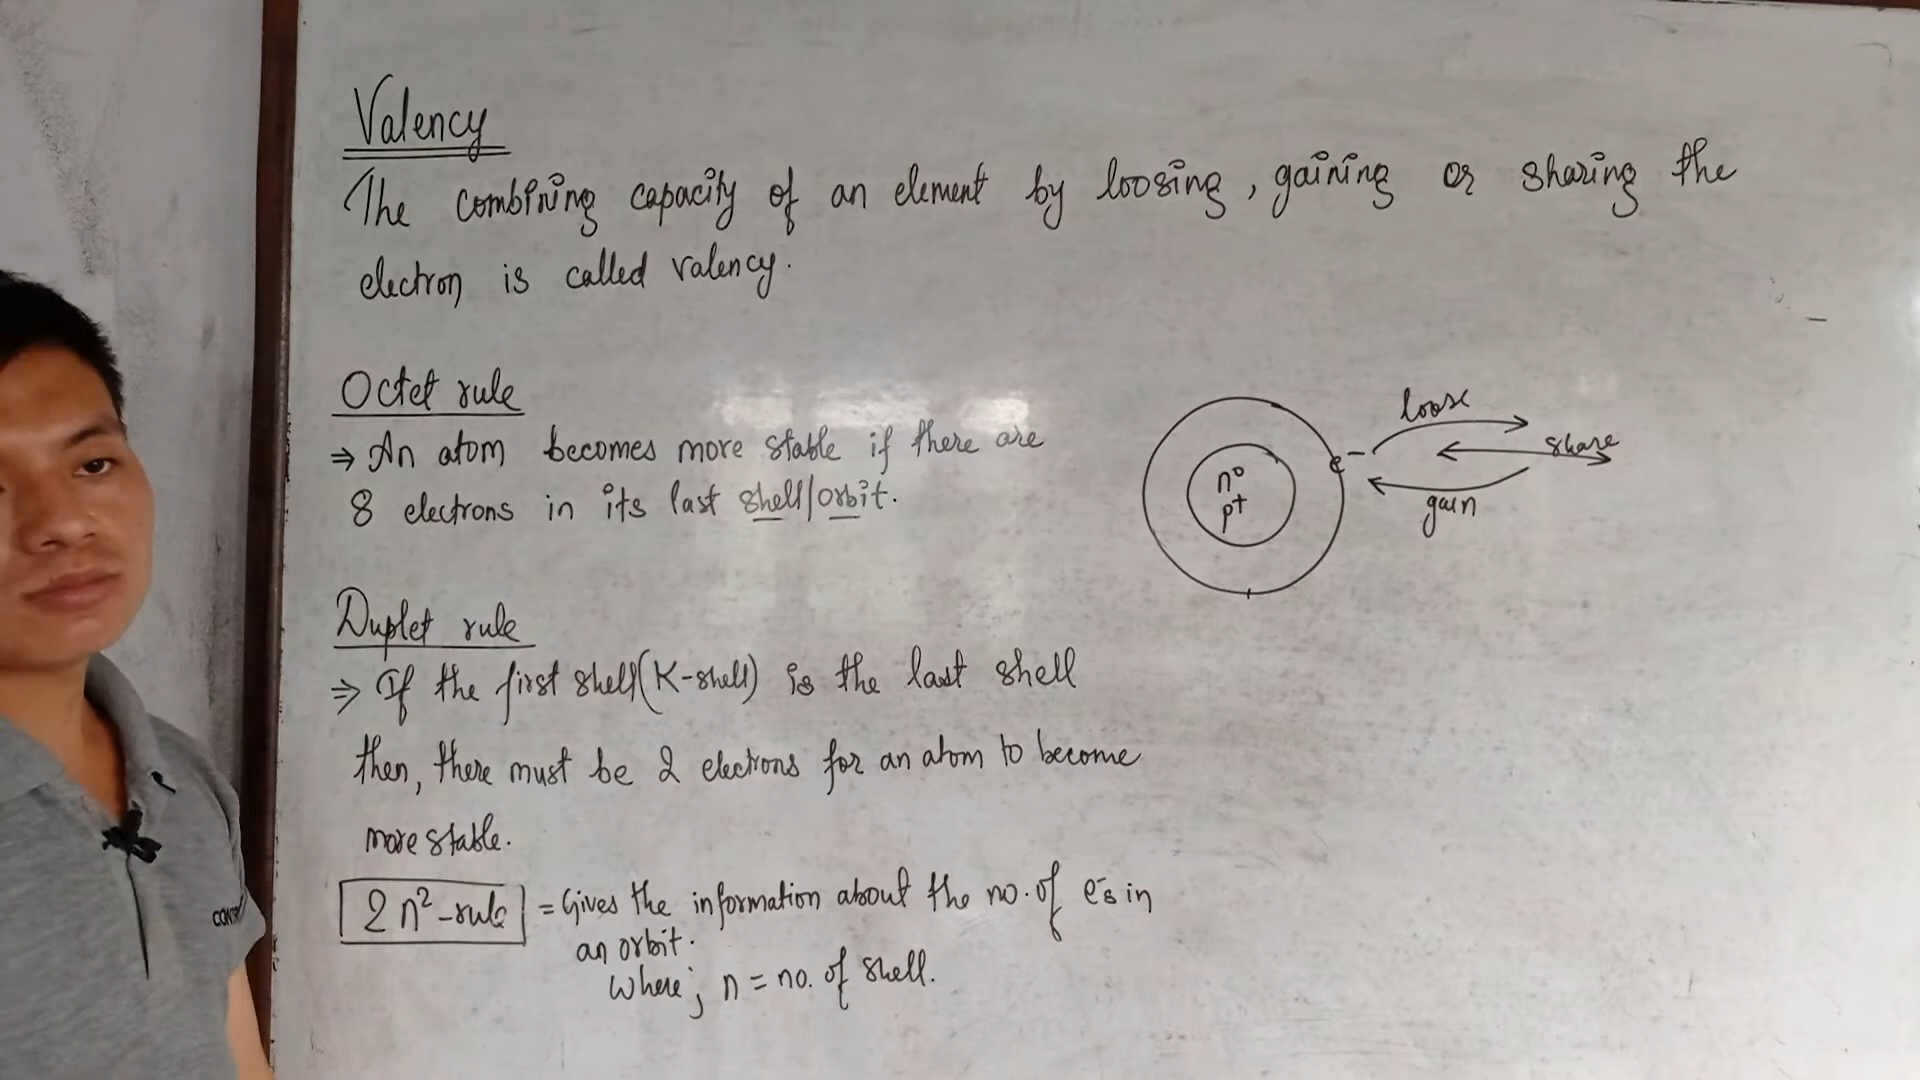 Valency
The combining capacity of an element by loosing, gaining or sharing the
electron is called valency.
Octet rule
⇒ An atom becomes more stable if there are
8 electrons in its last shell/orbit.
loose
share
e⁻
gain
n⁰
p⁺
Duplet rule
⇒ If the first shell (K-shell) is the last shell
then, there must be 2 electrons for an atom to become
more stable.
2n²-rule = Gives the information about the no. of e⁻s in
an orbit.
Where; n = no. of shell.